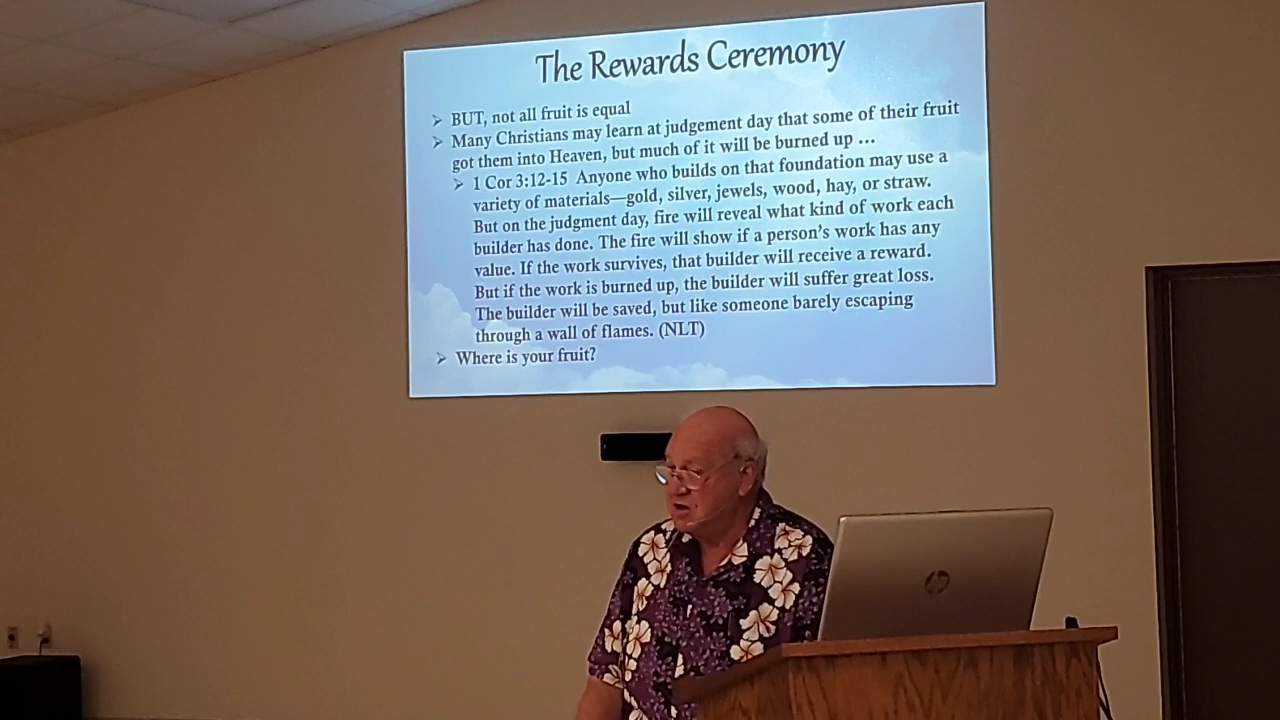 The Rewards Ceremony
➢ BUT, not all fruit is equal
➢ Many Christians may learn at judgement day that some of their fruit
got them into Heaven, but much of it will be burned up ...
➢ 1 Cor 3:12-15 Anyone who builds on that foundation may use a
variety of materials—gold, silver, jewels, wood, hay, or straw.
But on the judgment day, fire will reveal what kind of work each
builder has done. The fire will show if a person's work has any
value. If the work survives, that builder will receive a reward.
But if the work is burned up, the builder will suffer great loss.
The builder will be saved, but like someone barely escaping
through a wall of flames. (NLT)
➢ Where is your fruit?
hp